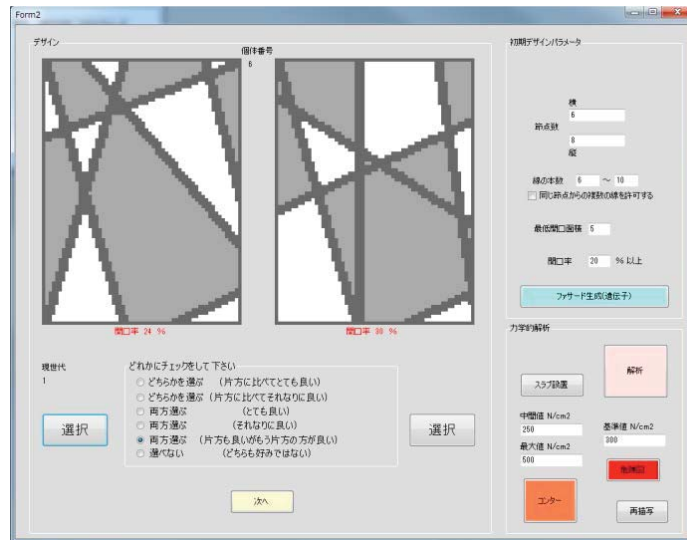 Form2
デザイン
個体番号
6
開口率 24 %
開口率 30 %
現世代
1
どれかにチェックをして下さい
どちらかを選ぶ (片方に比べてとても良い)
どちらかを選ぶ (片方に比べてそれなりに良い)
両方選ぶ (とても良い)
両方選ぶ (それなりに良い)
両方選ぶ (片方も良いがもう片方の方が良い)
選べない (どちらも好みではない)
選択
選択
次へ
初期デザインパラメータ
横
6
節点数
8
縦
線の本数 6 ～ 10
同じ節点からの複数の線を許可する
最低開口面積 5
開口率 20 %以上
ファサード生成(遺伝子)
力学的解析
スラブ設置
解析
中間値 N/cm2
250
基準値 N/cm2
300
最大値 N/cm2
500
エンター
再描写